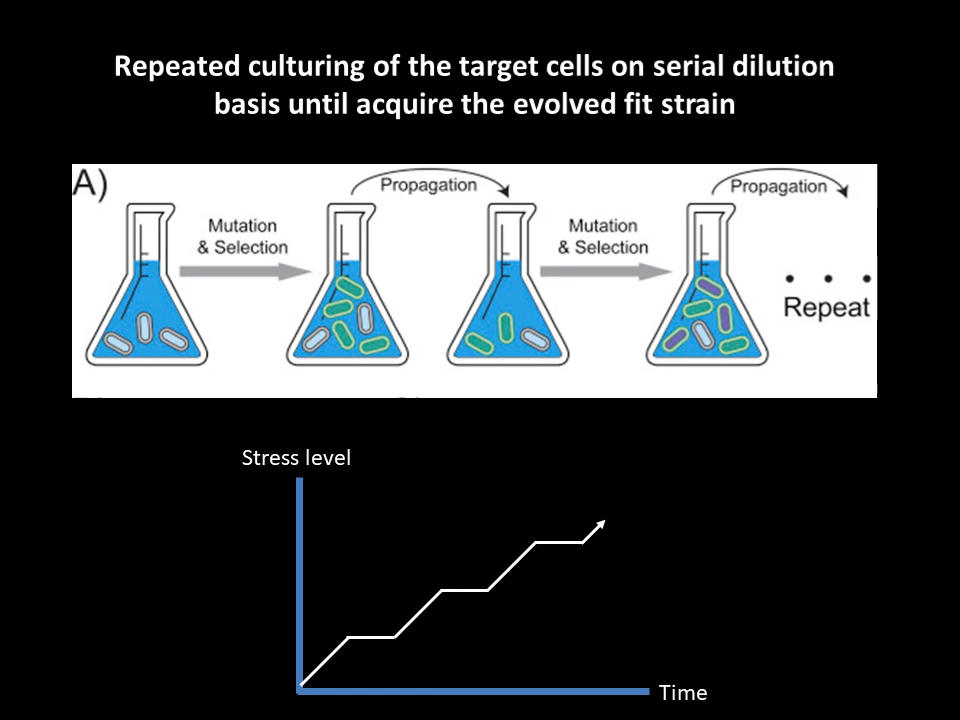 Repeated culturing of the target cells on serial dilution
basis until acquire the evolved fit strain
A)
Propagation
Propagation
Mutation
& Selection
Mutation
& Selection
Repeat
Stress level
Time